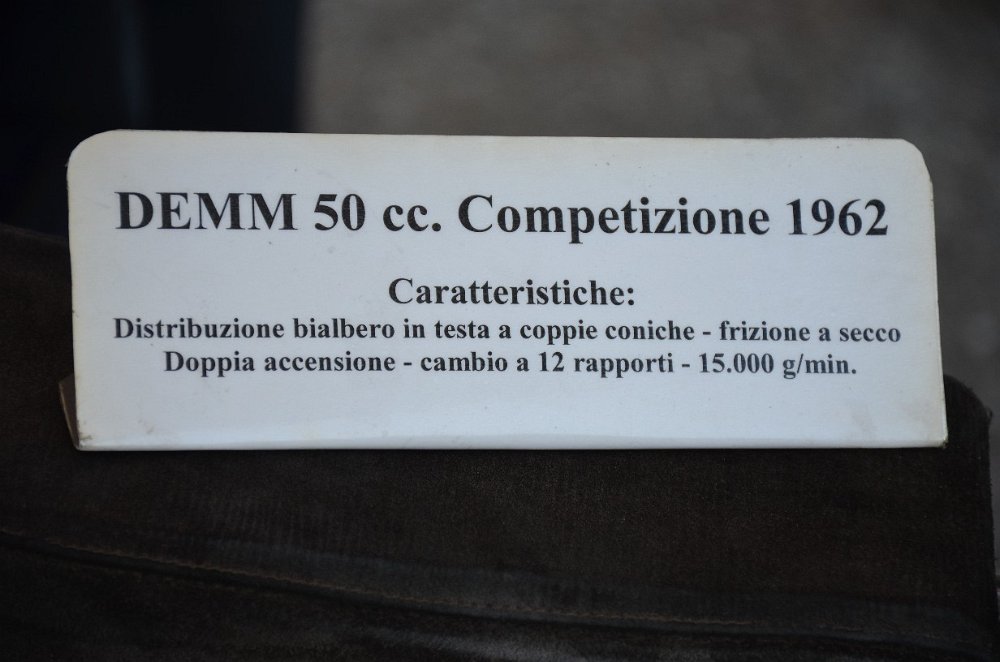 DEMM 50 cc. Competizione 1962
Caratteristiche:
Distribuzione bialbero in testa a coppie coniche - frizione a secco
Doppia accensione - cambio a 12 rapporti - 15.000 g/min.